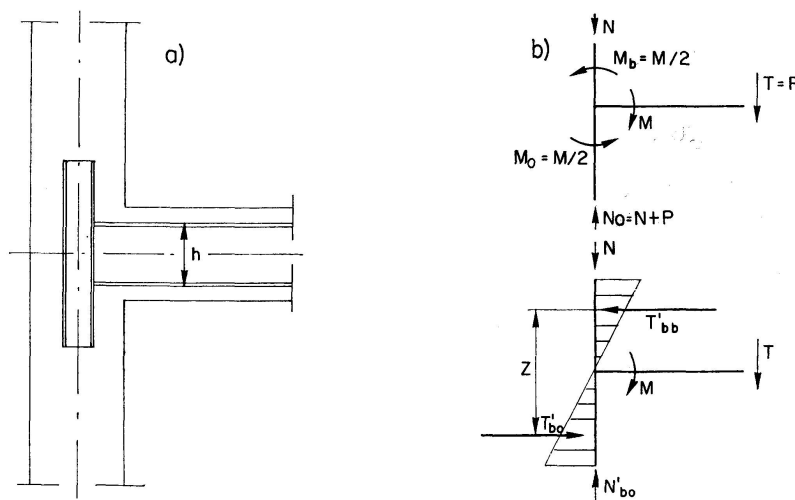 a)
h
b)
N
M_b = M/2
T=P
M
M_o = M/2
N_o=N+P
N
T'_bb
Z
T
M
T'_bo
N'_bo